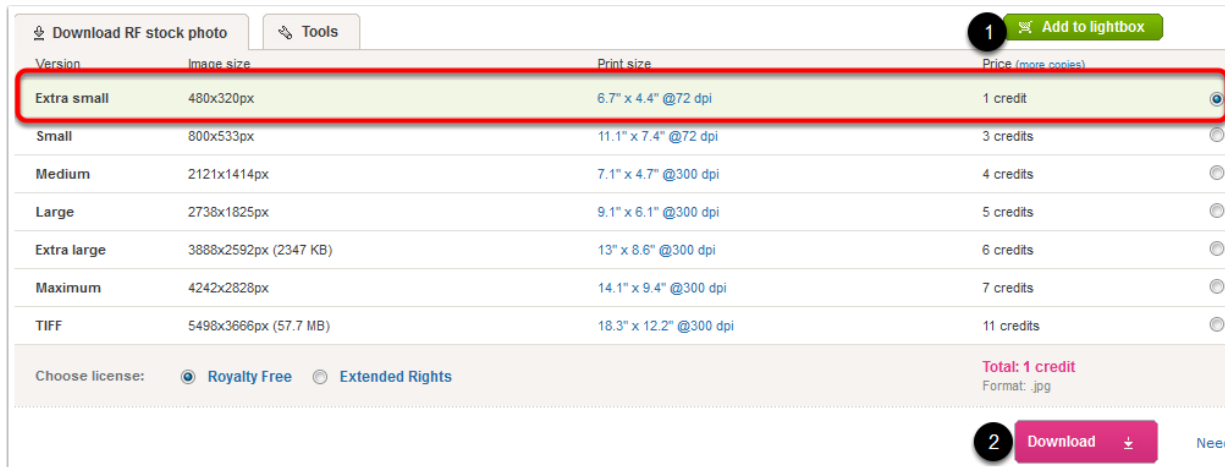 Download RF stock photo Tools 1 Add to lightbox
Version Image size Print size Price (more copies)
Extra small 480x320px 6.7" x 4.4" @72 dpi 1 credit
Small 800x533px 11.1" x 7.4" @72 dpi 3 credits
Medium 2121x1414px 7.1" x 4.7" @300 dpi 4 credits
Large 2738x1825px 9.1" x 6.1" @300 dpi 5 credits
Extra large 3888x2592px (2347 KB) 13" x 8.6" @300 dpi 6 credits
Maximum 4242x2828px 14.1" x 9.4" @300 dpi 7 credits
TIFF 5498x3666px (57.7 MB) 18.3" x 12.2" @300 dpi 11 credits
Choose license: Royalty Free Extended Rights Total: 1 credit
Format: .jpg
2 Download Need